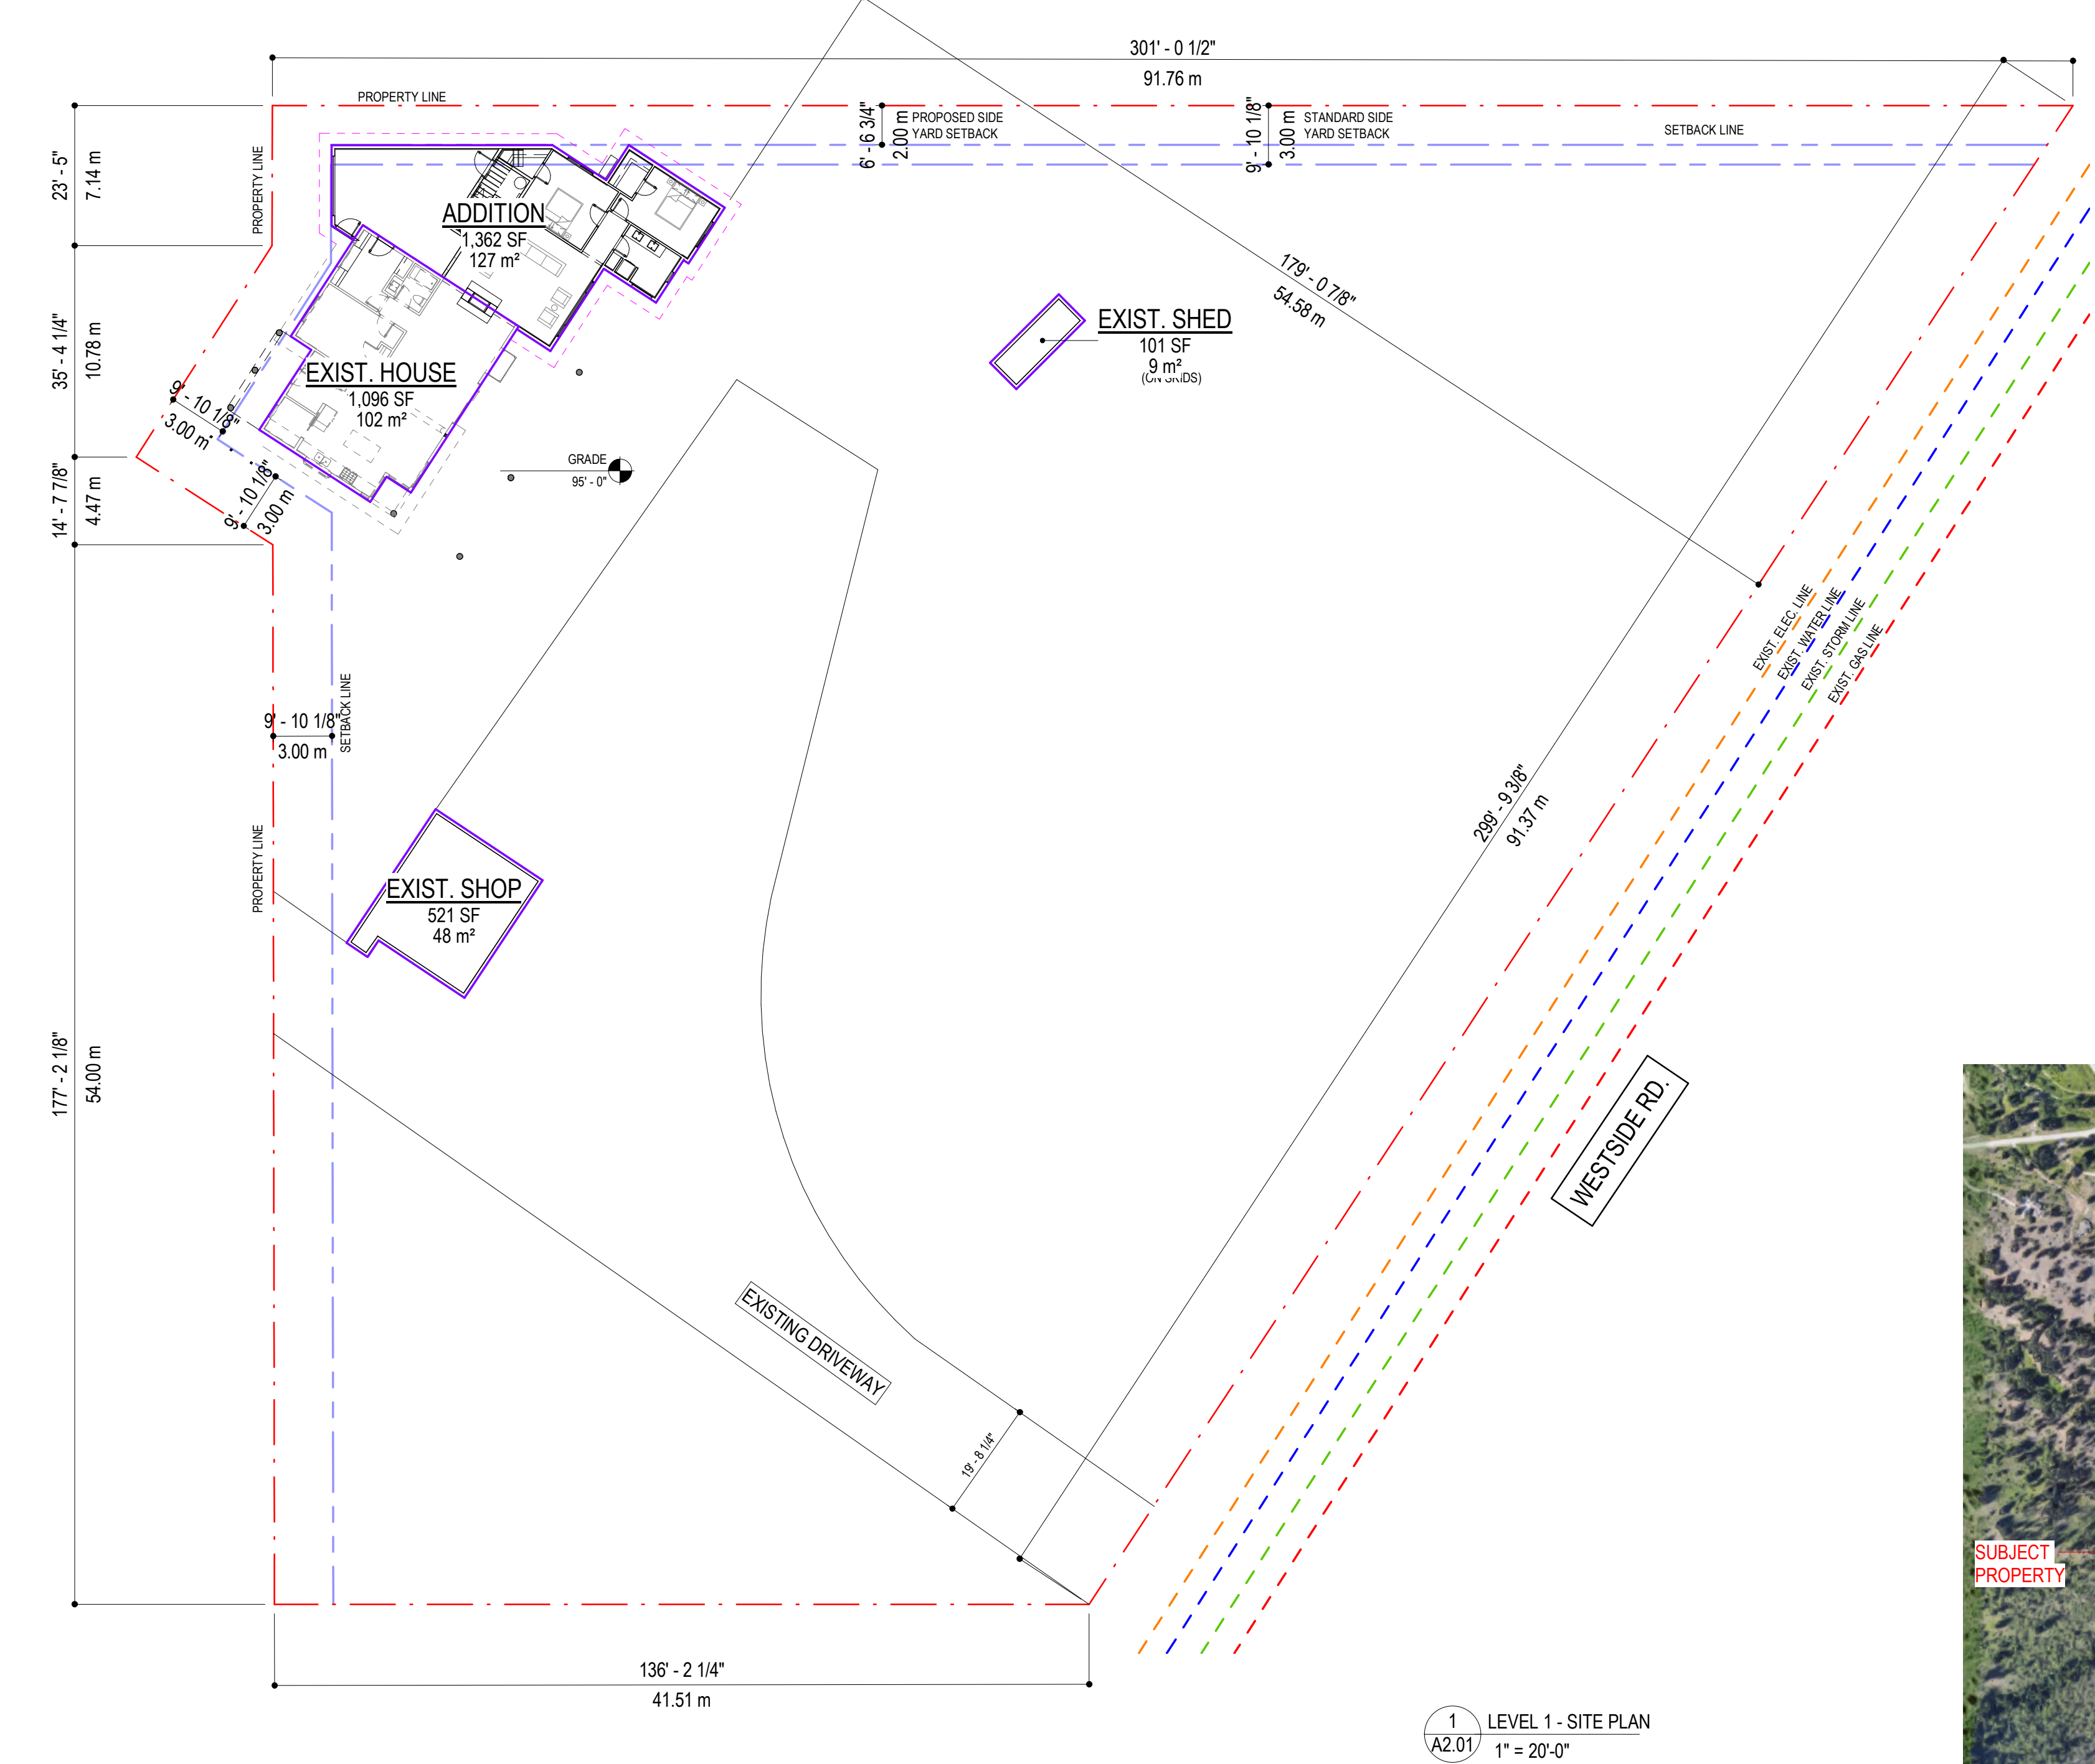 301' - 0 1/2"
91.76 m
PROPERTY LINE
6' - 6 3/4"
2.00 m
PROPOSED SIDE
YARD SETBACK
9' - 10 1/8"
3.00 m
STANDARD SIDE
YARD SETBACK
SETBACK LINE
23' - 5"
7.14 m
PROPERTY LINE
ADDITION
1,362 SF
127 m²
179' - 0 7/8"
54.58 m
EXIST. SHED
101 SF
9 m²
(ON SKIDS)
35' - 4 1/4"
10.78 m
EXIST. HOUSE
1,096 SF
102 m²
9' - 10 1/8"
3.00 m
GRADE
95' - 0"
14' - 7 7/8"
4.47 m
9' - 10 1/8"
3.00 m
EXIST. ELEC. LINE
EXIST. WATER LINE
EXIST. STORM LINE
EXIST. GAS LINE
9' - 10 1/8"
3.00 m
SETBACK LINE
299' - 9 3/8"
91.37 m
PROPERTY LINE
EXIST. SHOP
521 SF
48 m²
177' - 2 1/8"
54.00 m
WESTSIDE RD.
EXISTING DRIVEWAY
19' - 8 1/4"
SUBJECT
PROPERTY
136' - 2 1/4"
41.51 m
1
A2.01
LEVEL 1 - SITE PLAN
1" = 20'-0"